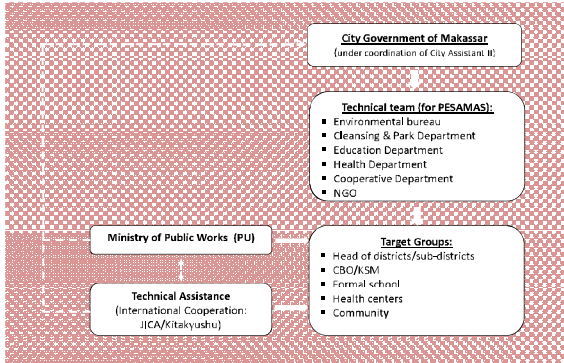 City Government of Makassar
(under coordination of City Assistant II)
Technical team (for PESAMAS):
▪ Environmental bureau
▪ Cleansing & Park Department
▪ Education Department
▪ Health Department
▪ Cooperative Department
▪ NGO
Ministry of Public Works (PU)
Technical Assistance
(International Cooperation:
JICA/Kitakyushu)
Target Groups:
▪ Head of districts/sub-districts
▪ CBO/KSM
▪ Formal school
▪ Health centers
▪ Community